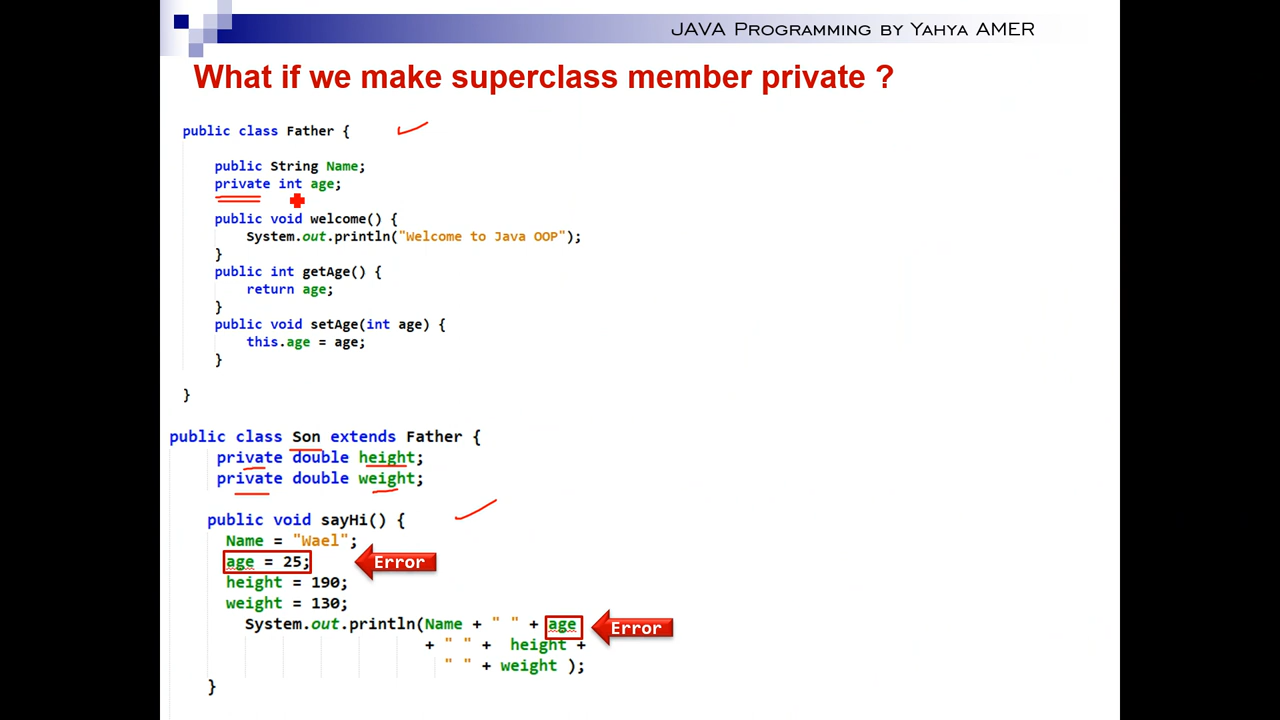 JAVA Programming by Yahya AMER
What if we make superclass member private ?
public class Father {
public String Name;
private int age;
public void welcome() {
System.out.println("Welcome to Java OOP");
}
public int getAge() {
return age;
}
public void setAge(int age) {
this.age = age;
}
}
public class Son extends Father {
private double height;
private double weight;
public void sayHi() {
Name = "Wael";
age = 25; Error
height = 190;
weight = 130;
System.out.println(Name + " " + age Error
+ " " + height +
" " + weight );
}